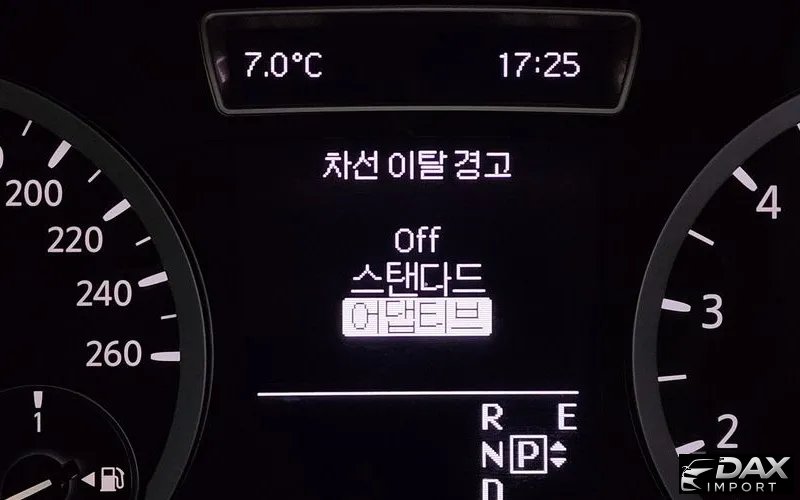 7.0°C 17:25
차선 이탈 경고
Off
스탠다드
어댑티브
200
220
240
260
1
4
3
2
R E
N P
D
DAX
IMPORT